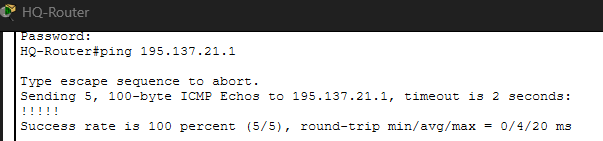 HQ-Router
Password:
HQ-Router#ping 195.137.21.1
Type escape sequence to abort.
Sending 5, 100-byte ICMP Echos to 195.137.21.1, timeout is 2 seconds:
!!!!!
Success rate is 100 percent (5/5), round-trip min/avg/max = 0/4/20 ms